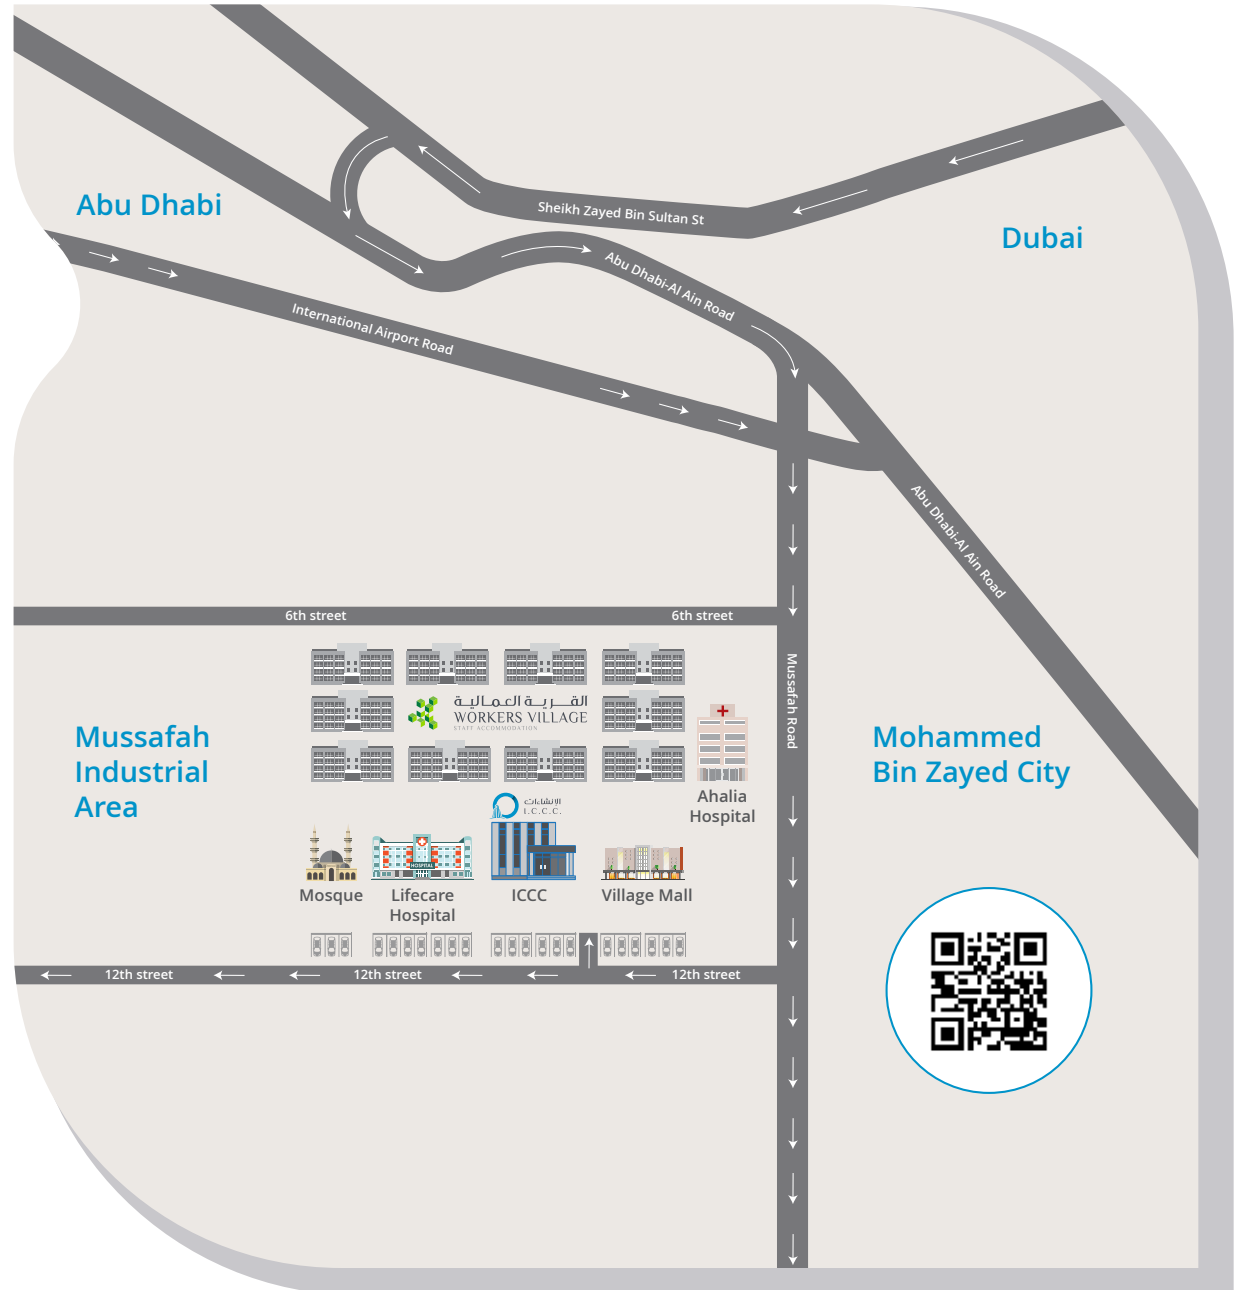 Abu Dhabi
Sheikh Zayed Bin Sultan St
Dubai
Abu Dhabi-Al Ain Road
International Airport Road
Abu Dhabi-Al Ain Road
6th street
6th street
Mussafah Road
القرية العمالية
WORKERS VILLAGE
STAFF ACCOMMODATION
Mussafah
Industrial
Area
Mohammed
Bin Zayed City
Ahalia
Hospital
الإنشاءات
I.C.C.C.
HOSPITAL
Mosque
Lifecare
Hospital
ICCC
Village Mall
12th street
12th street
12th street